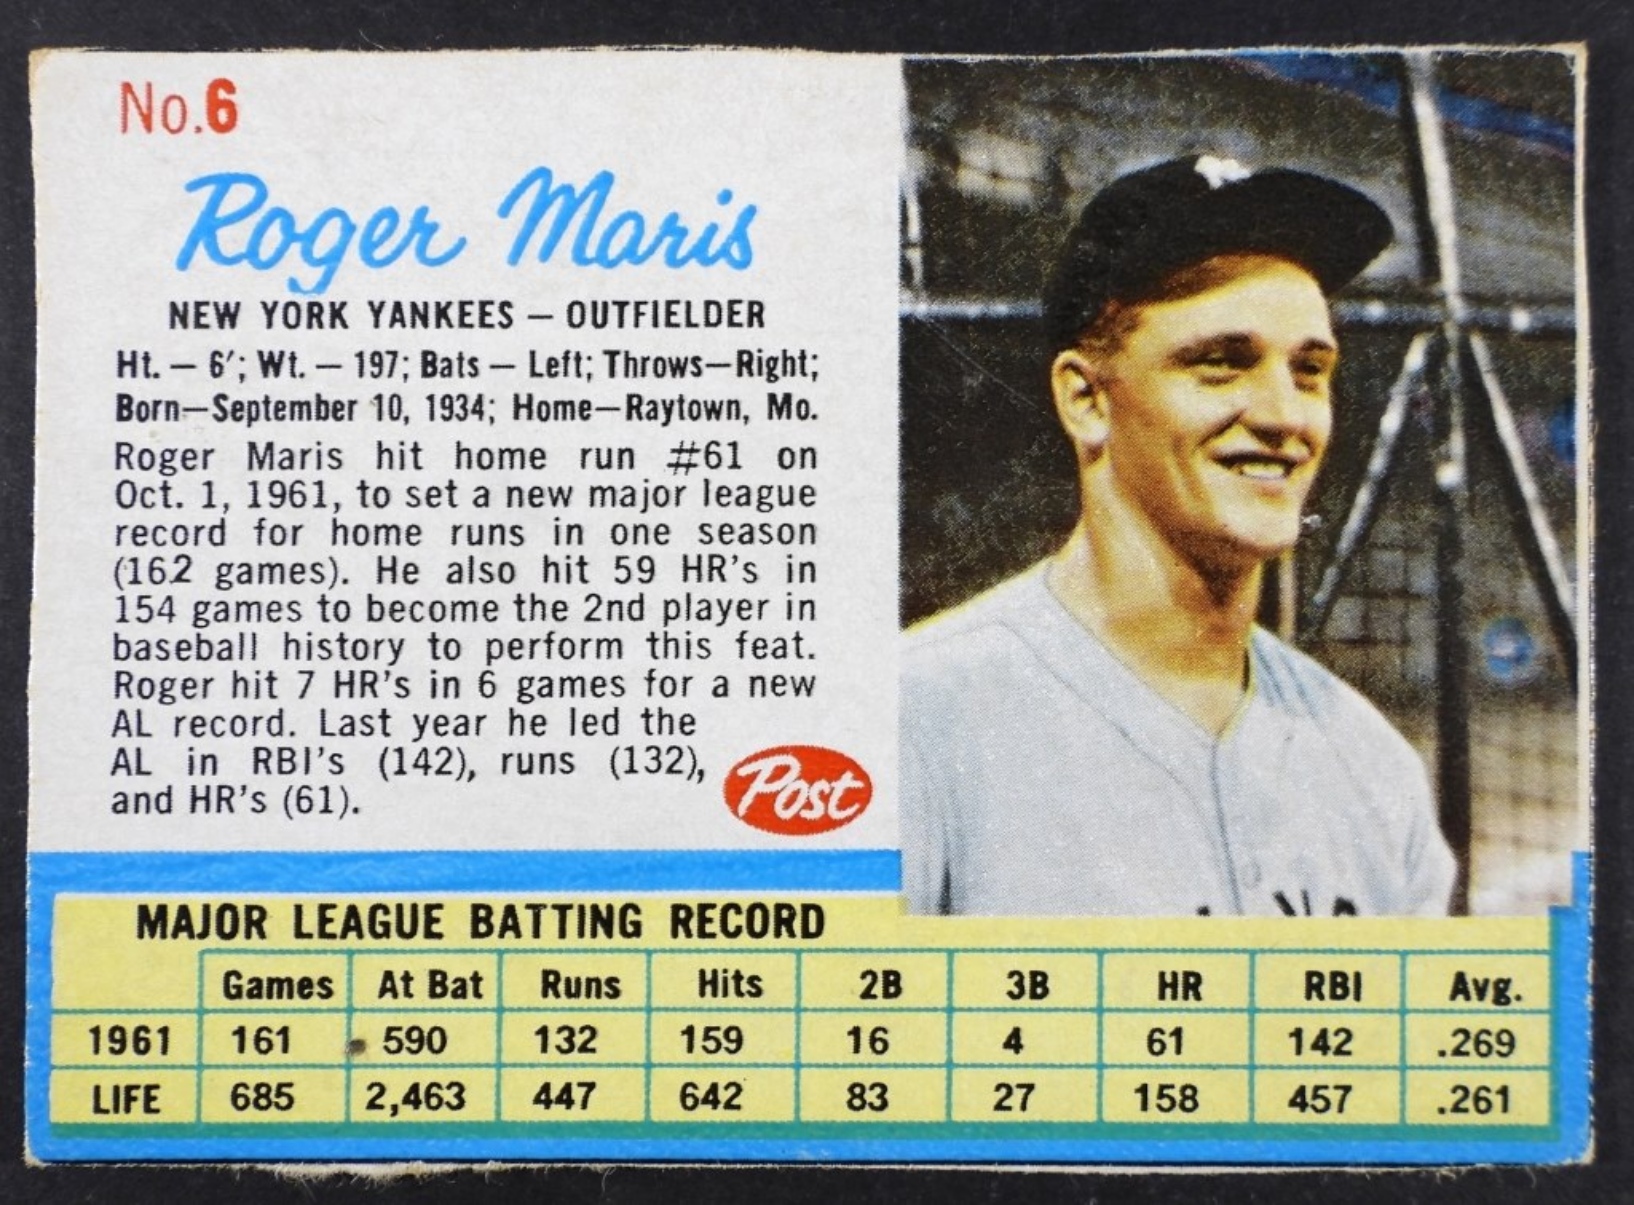 No.6
Roger Maris
NEW YORK YANKEES — OUTFIELDER
Ht. — 6′; Wt. — 197; Bats — Left; Throws—Right;
Born—September 10, 1934; Home—Raytown, Mo.
Roger Maris hit home run #61 on
Oct. 1, 1961, to set a new major league
record for home runs in one season
(162 games). He also hit 59 HR's in
154 games to become the 2nd player in
baseball history to perform this feat.
Roger hit 7 HR's in 6 games for a new
AL record. Last year he led the
AL in RBI's (142), runs (132),
and HR's (61).
Post
MAJOR LEAGUE BATTING RECORD
Games At Bat Runs Hits 2B 3B HR RBI Avg.
1961 161 590 132 159 16 4 61 142 .269
LIFE 685 2,463 447 642 83 27 158 457 .261